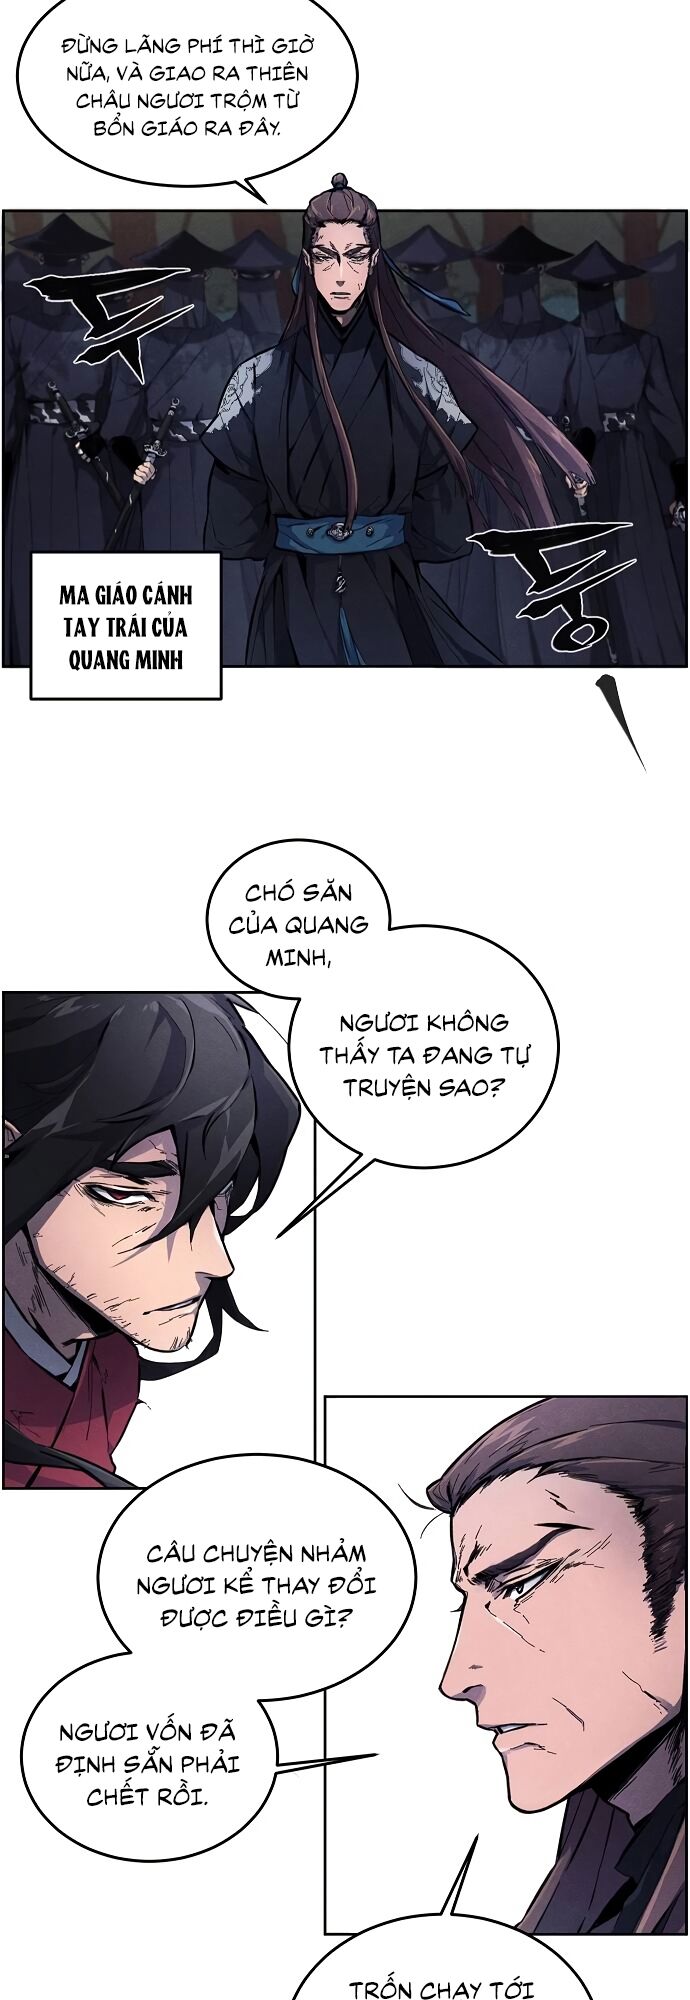 ĐỪNG LÃNG PHÍ THÌ GIỜ
NỮA, VÀ GIAO RA THIÊN
CHÂU NGƯƠI TRỘM TỪ
BỔN GIÁO RA ĐÂY.
두
둥
MA GIÁO CÁNH
TAY TRÁI CỦA
QUANG MINH
CHÓ SĂN
CỦA QUANG
MINH,
NGƯƠI KHÔNG
THẤY TA ĐANG TỰ
TRUYỆN SAO?
CÂU CHUYỆN NHẢM
NGƯƠI KỂ THAY ĐỔI
ĐƯỢC ĐIỀU GÌ?
NGƯƠI VỐN ĐÃ
ĐỊNH SẴN PHẢI
CHẾT RỒI.
TRỐN CHẠY TỚI